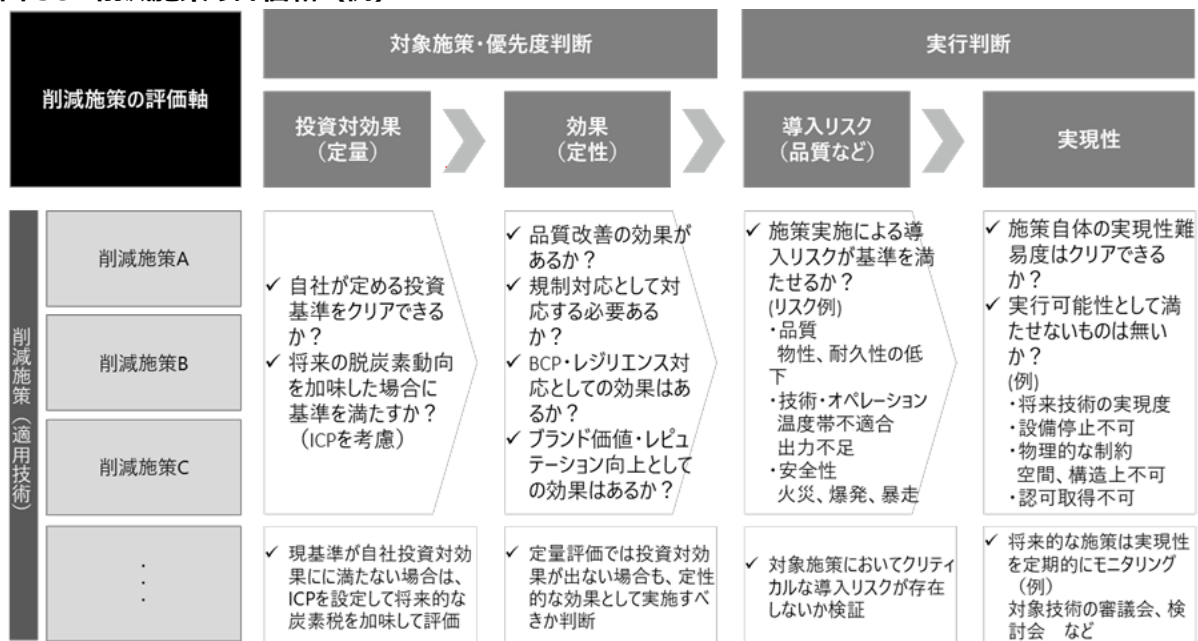 削減施策の評価軸
対象施策・優先度判断
実行判断
投資対効果
(定量)
効果
(定性)
導入リスク
(品質など)
実現性
削減施策(適用技術)
削減施策A
削減施策B
削減施策C
・
・
・
✓ 自社が定める投資
基準をクリアできる
か?
✓ 将来の脱炭素動向
を加味した場合に
基準を満たすか?
(ICPを考慮)
✓ 品質改善の効果が
あるか?
✓ 規制対応として対
応する必要ある
か?
✓ BCP・レジリエンス対
応としての効果はあ
るか?
✓ ブランド価値・レピュ
テーション向上として
の効果はあるか?
✓ 施策実施による導
入リスクが基準を満
たせるか?
(リスク例)
・品質
物性、耐久性の低
下
・技術・オペレーション
温度帯不適合
出力不足
・安全性
火災、爆発、暴走
✓ 施策自体の実現性難
易度はクリアできる
か?
✓ 実行可能性として満
たせないものは無い
か?
(例)
・将来技術の実現度
・設備停止不可
・物理的な制約
空間、構造上不可
・認可取得不可
✓ 現基準が自社投資対効
果にに満たない場合は、
ICPを設定して将来的な
炭素税を加味して評価
✓ 定量評価では投資対効
果が出ない場合も、定性
的な効果として実施すべ
きか判断
✓ 対象施策においてクリティ
カルな導入リスクが存在
しないか検証
✓ 将来的な施策は実現性
を定期的にモニタリング
(例)
対象技術の審議会、検
討会 など